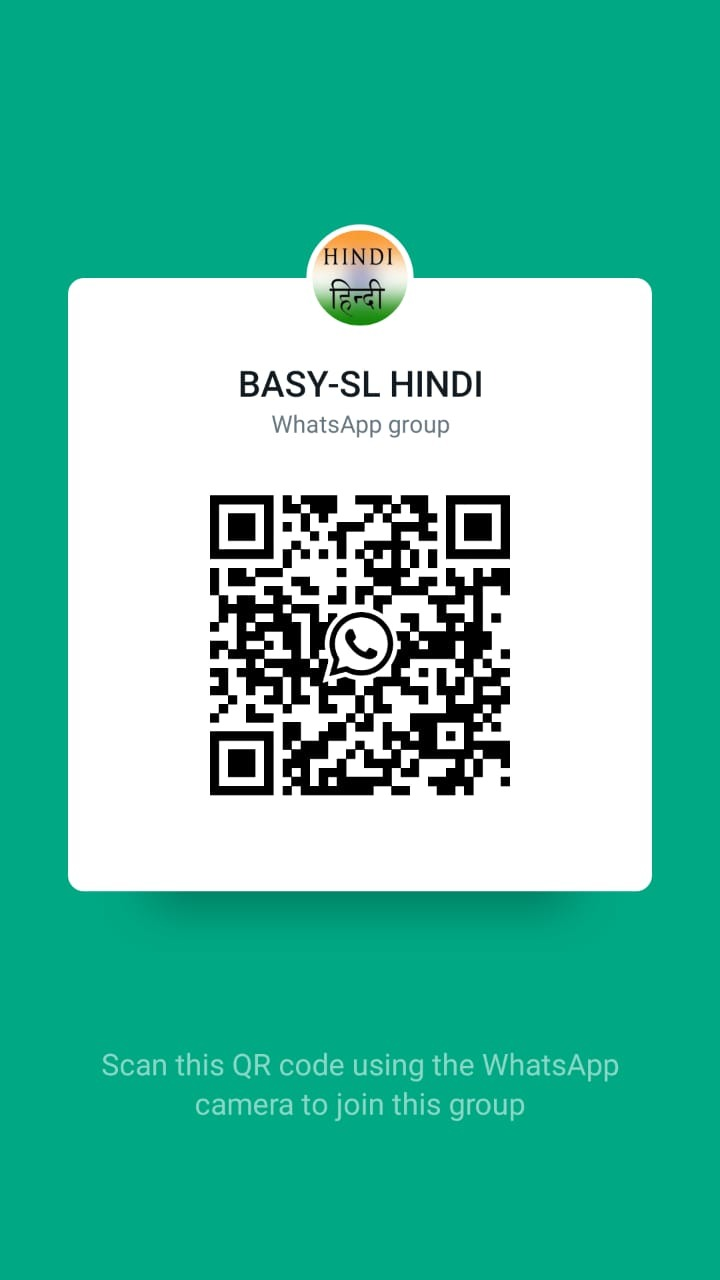 HINDI
हिन्दी
BASY-SL HINDI
WhatsApp group
Scan this QR code using the WhatsApp
camera to join this group